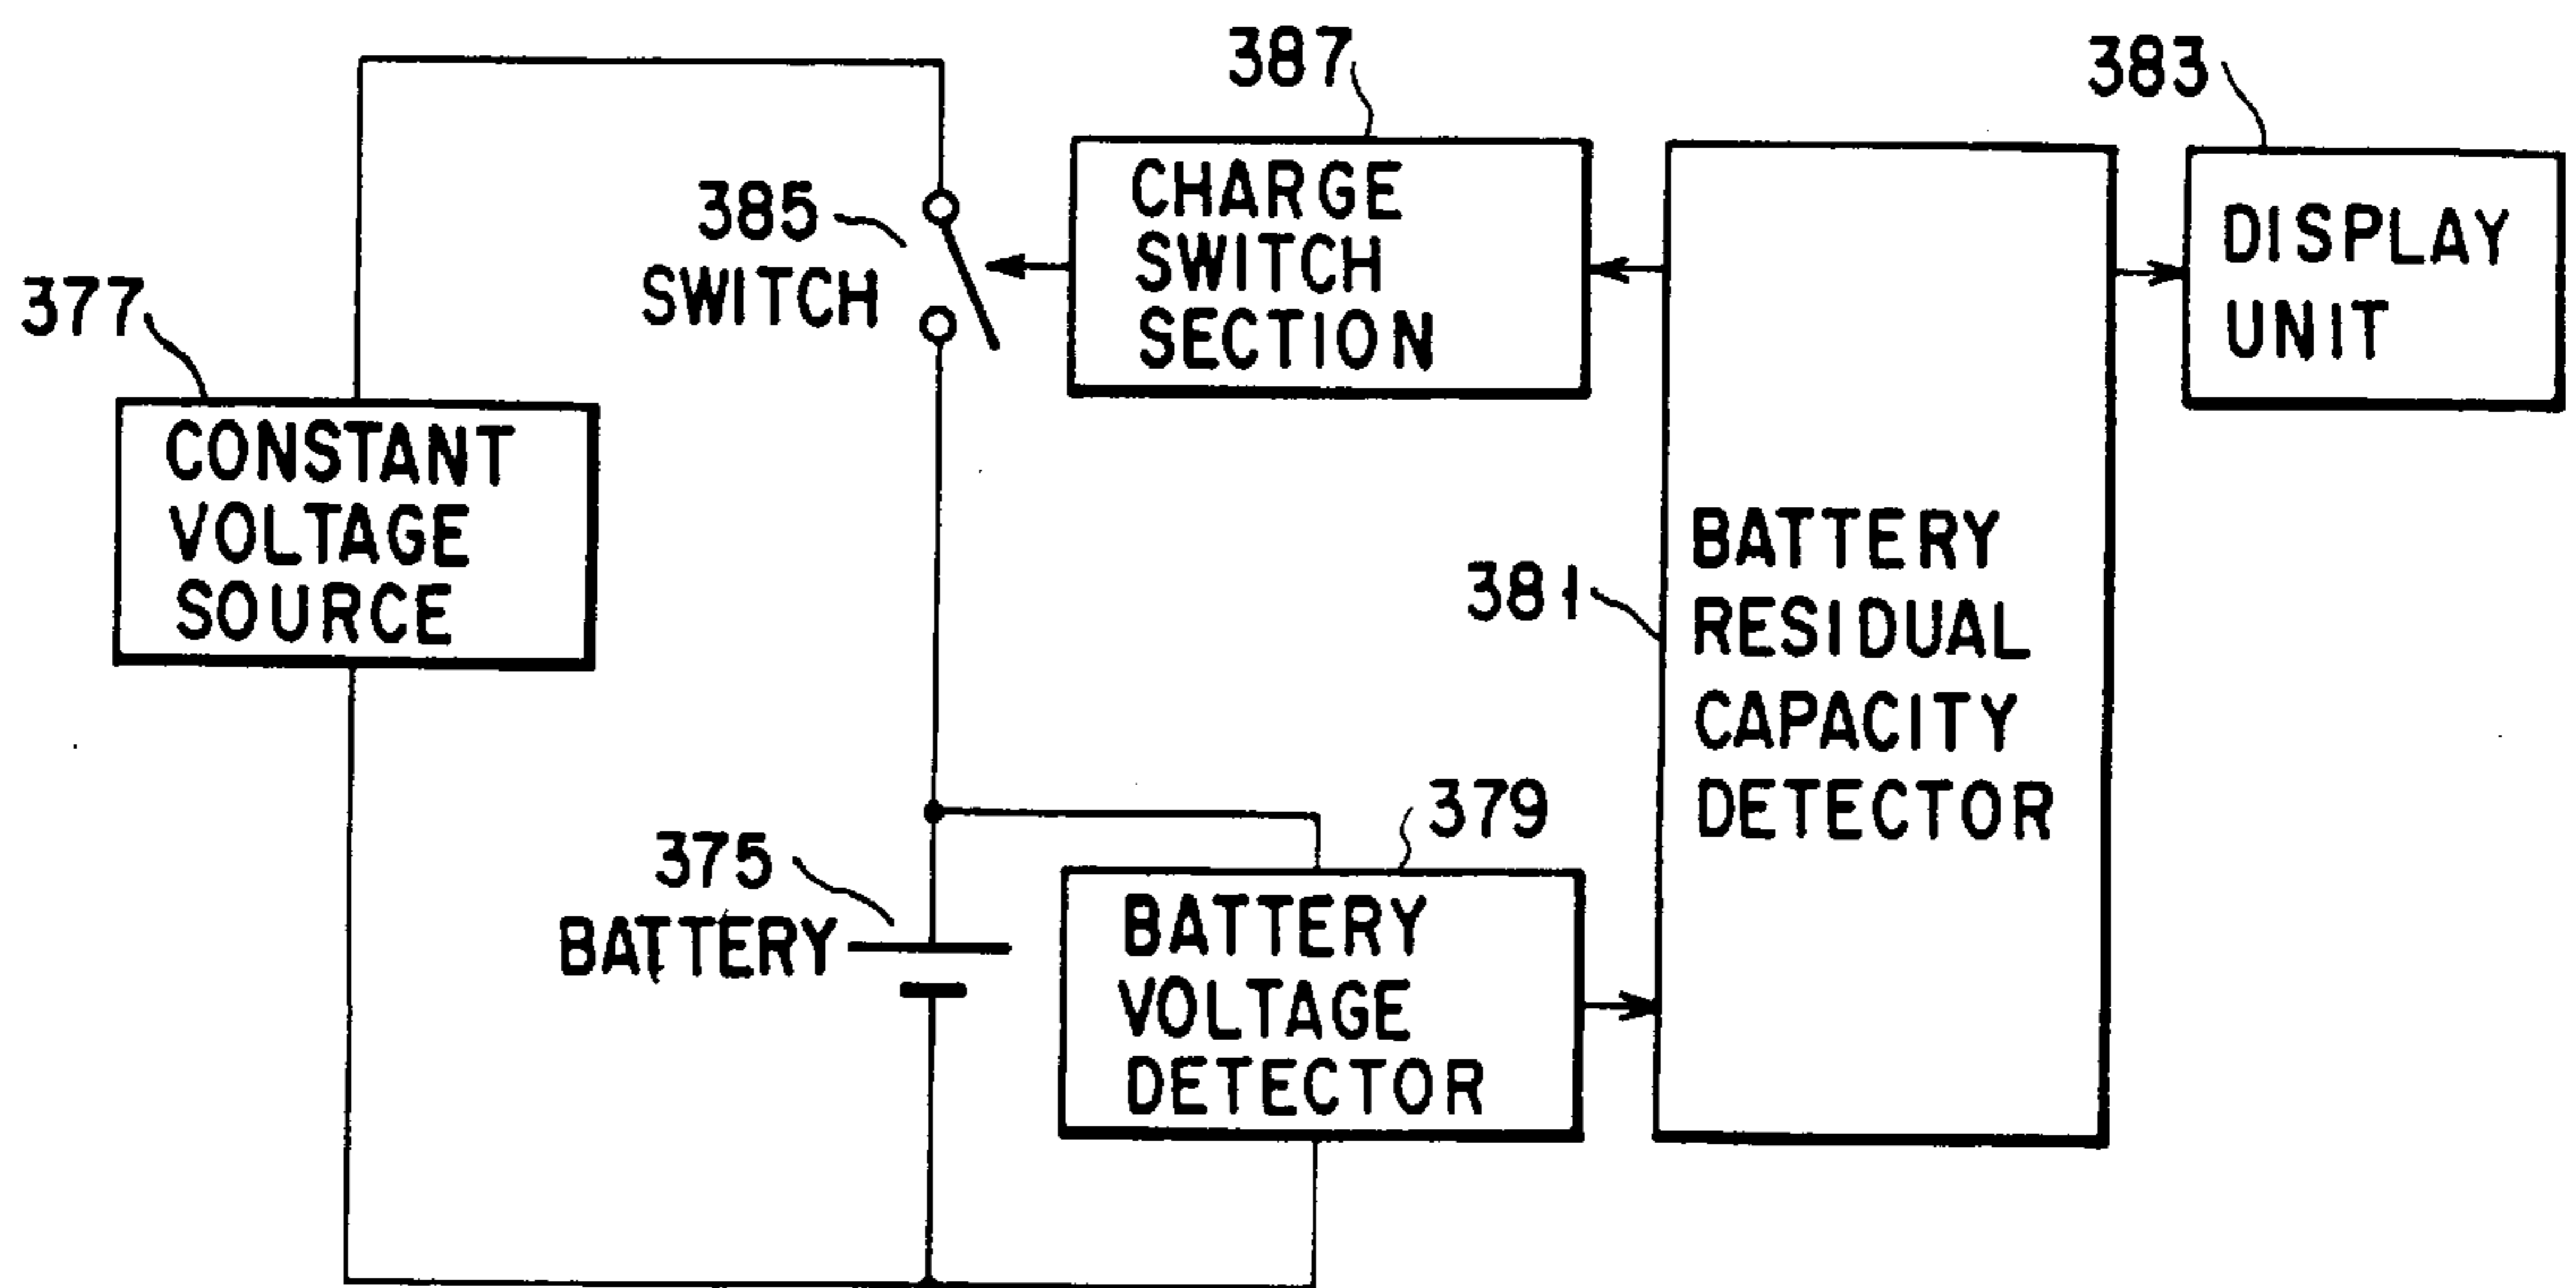 387
383
385
SWITCH
CHARGE
SWITCH
SECTION
DISPLAY
UNIT
377
CONSTANT
VOLTAGE
SOURCE
381
BATTERY
RESIDUAL
CAPACITY
DETECTOR
375
BATTERY
379
BATTERY
VOLTAGE
DETECTOR